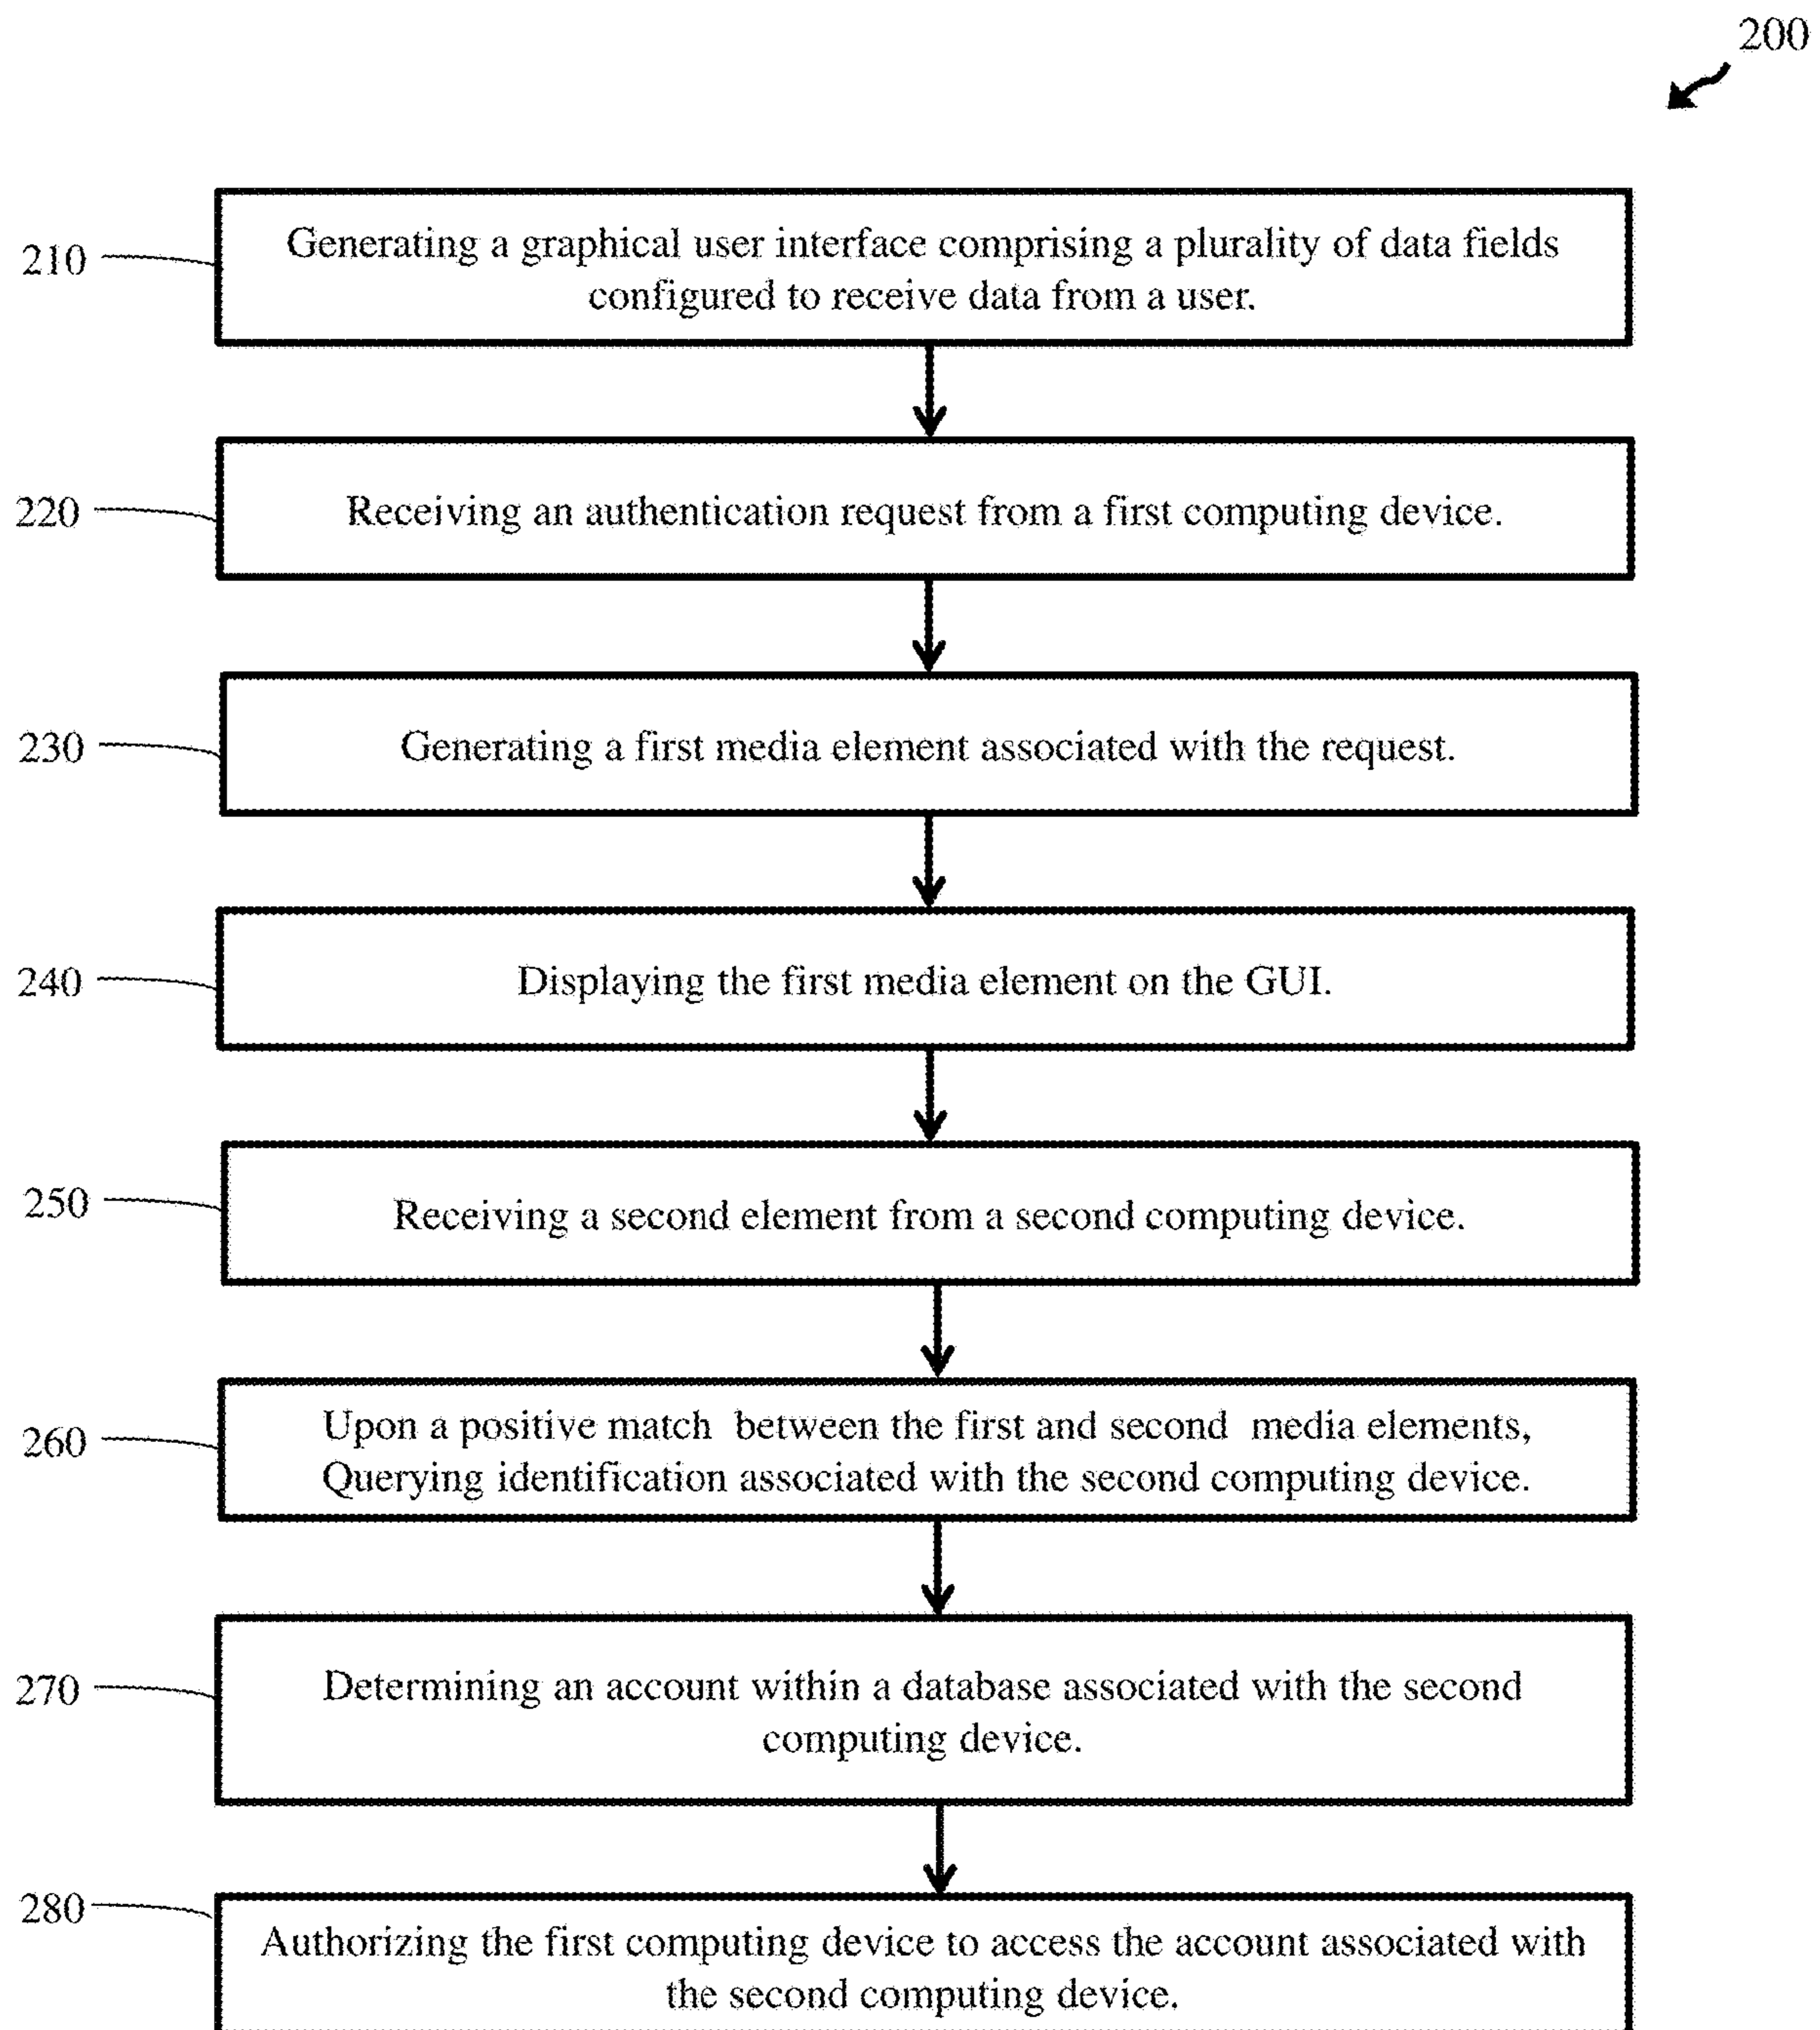 200
210
Generating a graphical user interface comprising a plurality of data fields
configured to receive data from a user.
220
Receiving an authentication request from a first computing device.
230
Generating a first media element associated with the request.
240
Displaying the first media element on the GUI.
250
Receiving a second element from a second computing device.
260
Upon a positive match between the first and second media elements,
Querying identification associated with the second computing device.
270
Determining an account within a database associated with the second
computing device.
280
Authorizing the first computing device to access the account associated with
the second computing device.